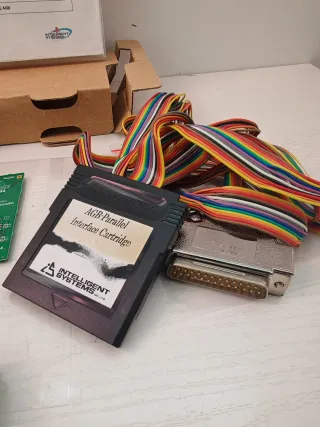 AGB-Parallel
Interface Cartridge
INTELLIGENT
SYSTEMS